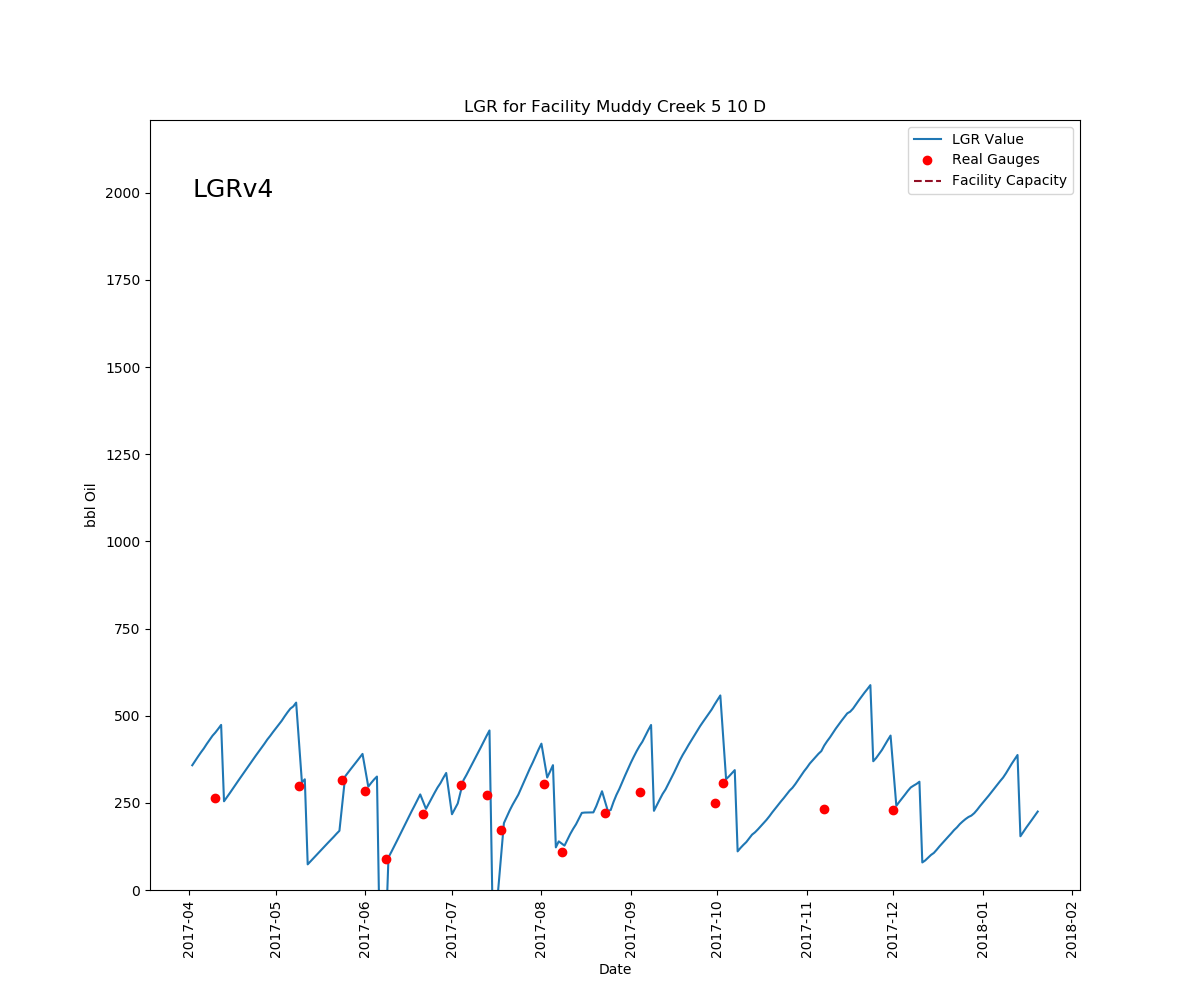 LGR for Facility Muddy Creek 5 10 D
LGRv4
LGR Value
Real Gauges
Facility Capacity
bbl Oil
2000
1750
1500
1250
1000
750
500
250
0
2017-04
2017-05
2017-06
2017-07
2017-08
2017-09
2017-10
2017-11
2017-12
2018-01
2018-02
Date